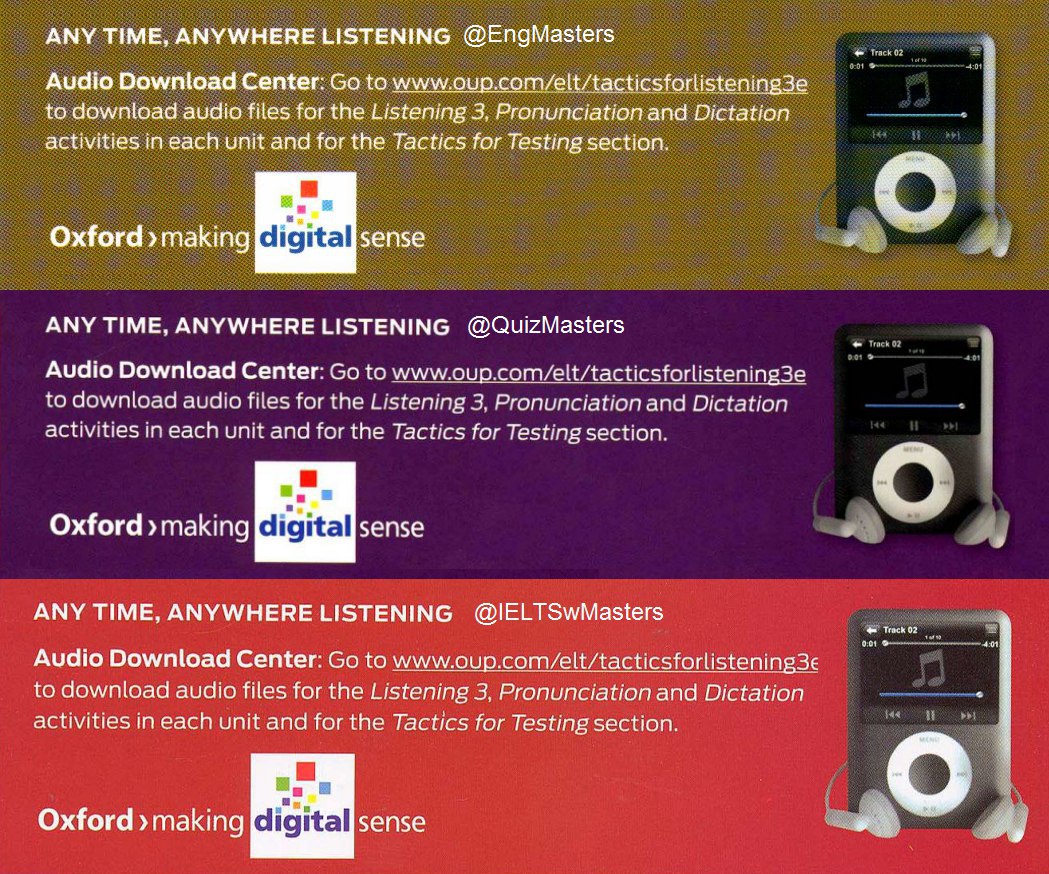 ANY TIME, ANYWHERE LISTENING @EngMasters
Audio Download Center: Go to www.oup.com/elt/tacticsforlistening3e
to download audio files for the Listening 3, Pronunciation and Dictation
activities in each unit and for the Tactics for Testing section.
Track 02
1 of 10
0:01 -4:01
MENU
Oxford › making digital sense
ANY TIME, ANYWHERE LISTENING @QuizMasters
Audio Download Center: Go to www.oup.com/elt/tacticsforlistening3e
to download audio files for the Listening 3, Pronunciation and Dictation
activities in each unit and for the Tactics for Testing section.
Track 02
1 of 10
0:01 -4:01
MENU
Oxford › making digital sense
ANY TIME, ANYWHERE LISTENING @IELTSwMasters
Audio Download Center: Go to www.oup.com/elt/tacticsforlistening3e
to download audio files for the Listening 3, Pronunciation and Dictation
activities in each unit and for the Tactics for Testing section.
Track 02
1 of 10
0:01 -4:01
MENU
Oxford › making digital sense